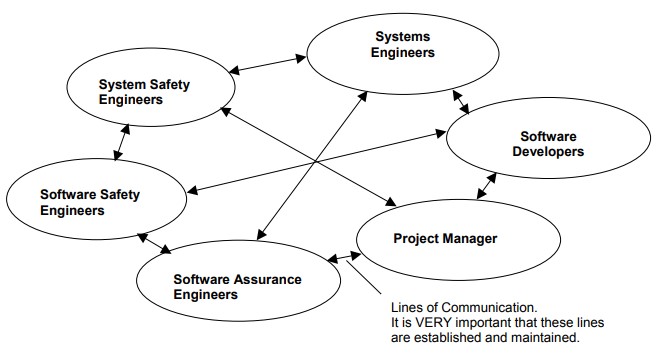 Systems
Engineers
System Safety
Engineers
Software
Developers
Software Safety
Engineers
Project Manager
Software Assurance
Engineers
Lines of Communication.
It is VERY important that these lines
are established and maintained.